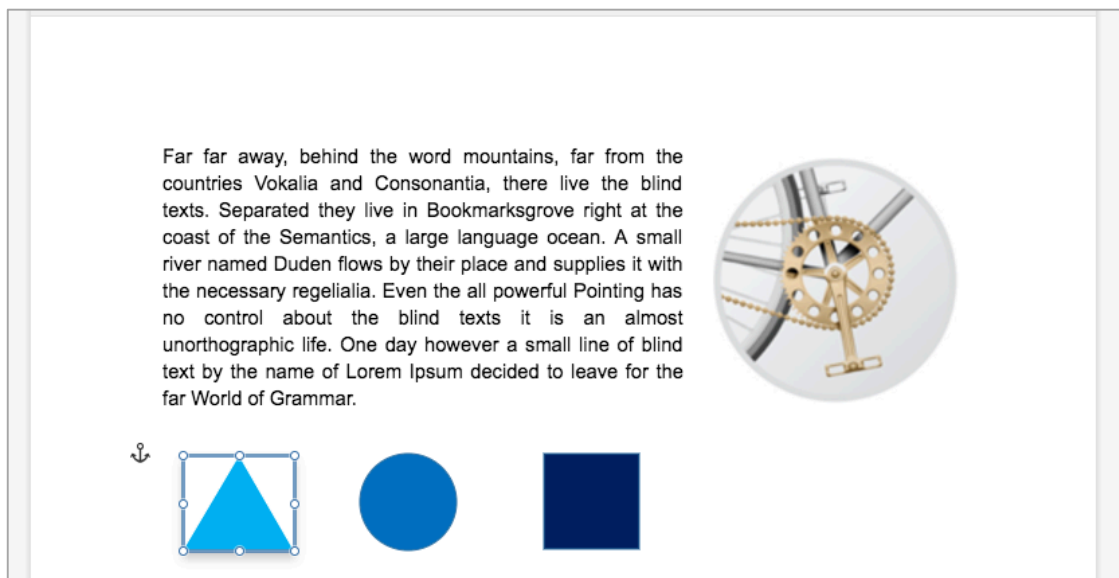 Far far away, behind the word mountains, far from the
countries Vokalia and Consonantia, there live the blind
texts. Separated they live in Bookmarksgrove right at the
coast of the Semantics, a large language ocean. A small
river named Duden flows by their place and supplies it with
the necessary regelialia. Even the all powerful Pointing has
no control about the blind texts it is an almost
unorthographic life. One day however a small line of blind
text by the name of Lorem Ipsum decided to leave for the
far World of Grammar.